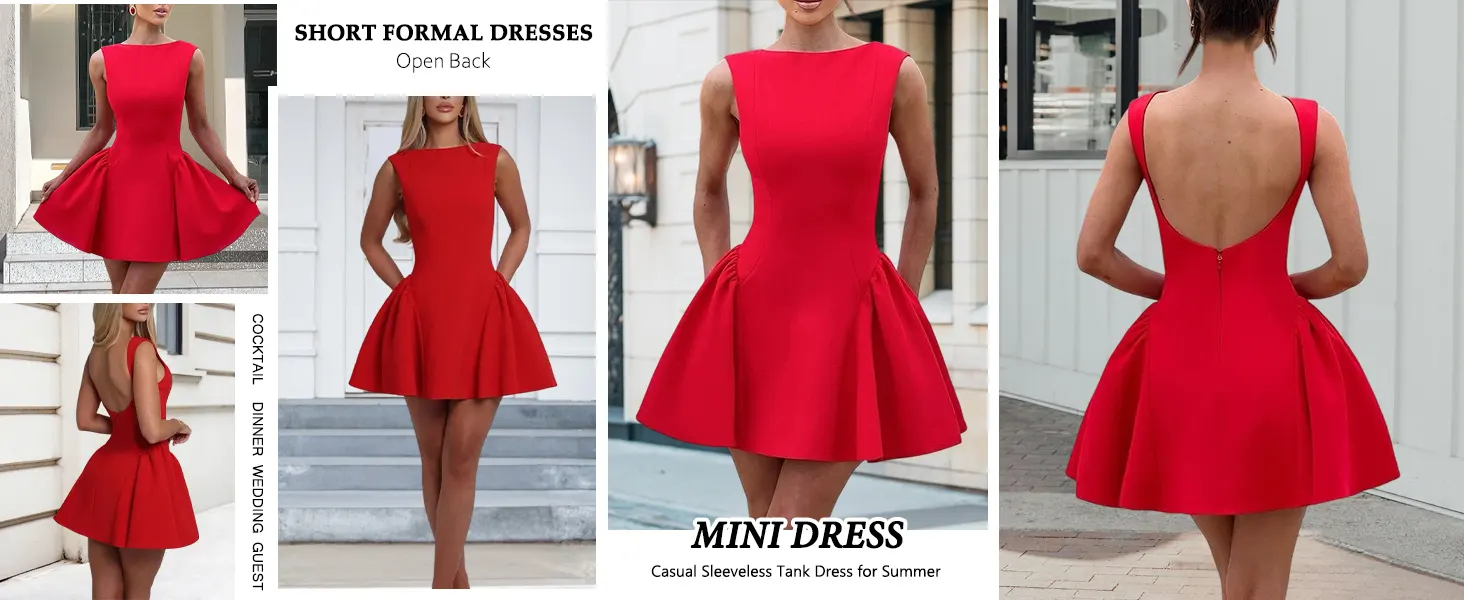 SHORT FORMAL DRESSES
Open Back
COCKTAIL DINNER WEDDING GUEST
MINI DRESS
Casual Sleeveless Tank Dress for Summer